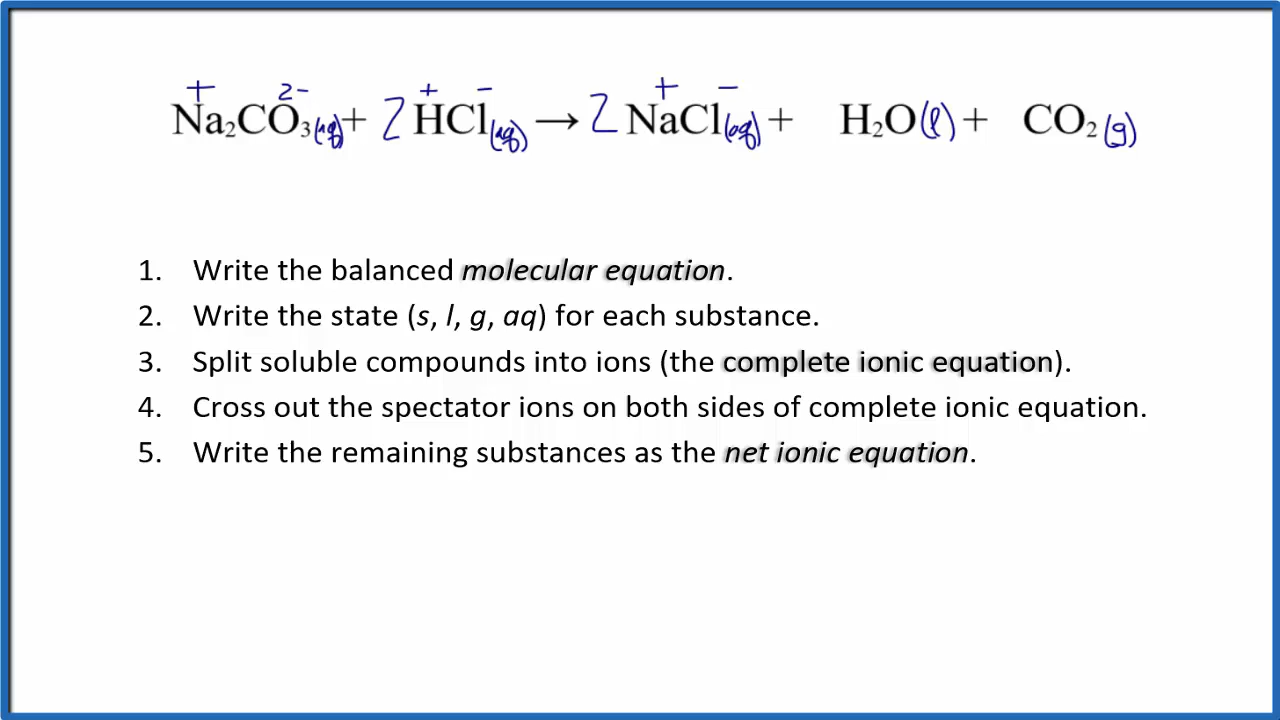 + 2- + - + -
Na₂CO₃(aq) + 2 HCl(aq) → 2 NaCl(aq) + H₂O(l) + CO₂(g)
1. Write the balanced molecular equation.
2. Write the state (s, l, g, aq) for each substance.
3. Split soluble compounds into ions (the complete ionic equation).
4. Cross out the spectator ions on both sides of complete ionic equation.
5. Write the remaining substances as the net ionic equation.